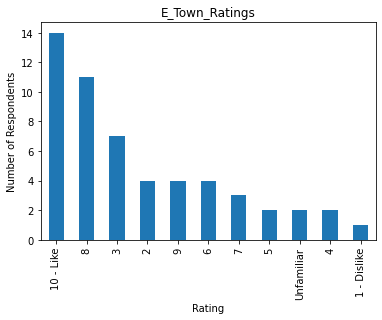 E_Town_Ratings
Number of Respondents
14
12
10
8
6
4
2
0
10 - Like
8
3
2
9
6
7
5
Unfamiliar
4
1 - Dislike
Rating